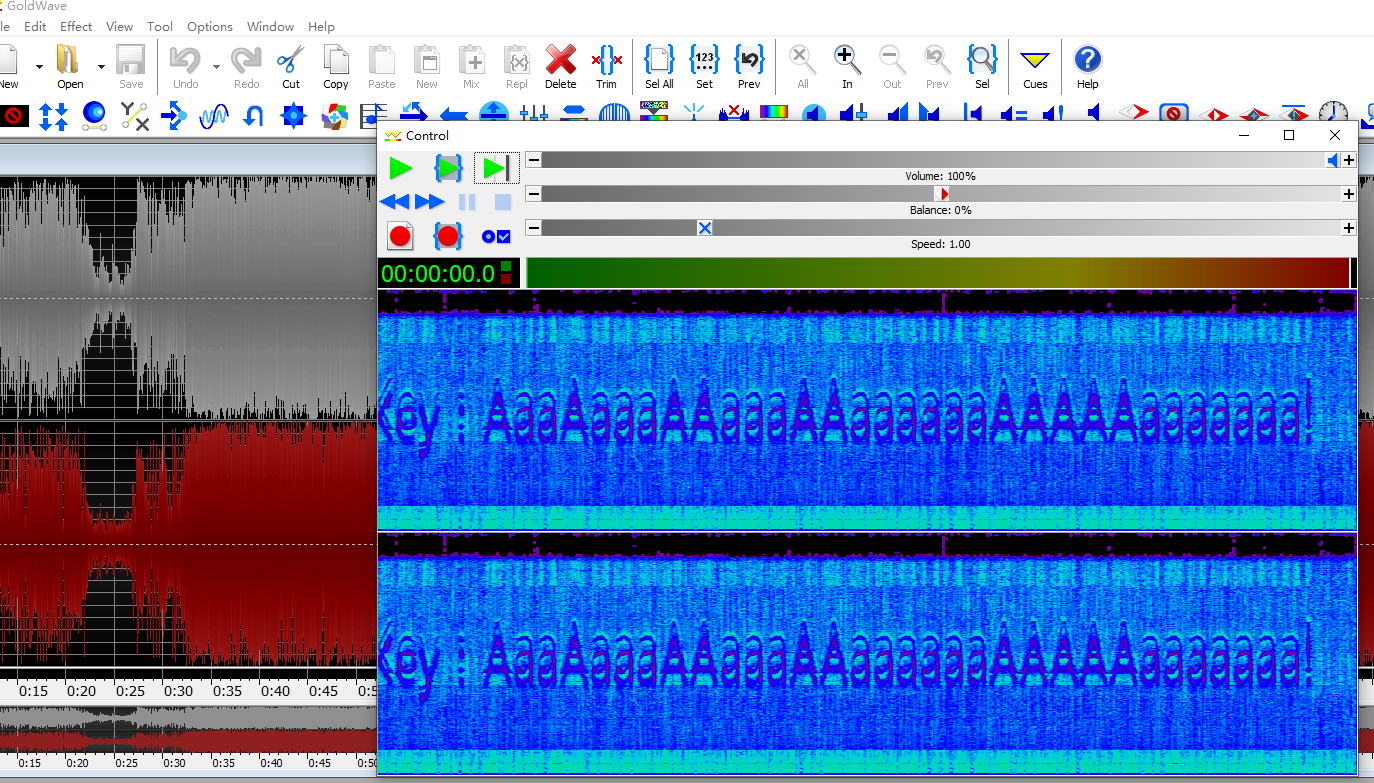 GoldWave
le Edit Effect View Tool Options Window Help
New Open Save Undo Redo Cut Copy Paste New Mix Repl Delete Trim Sel All Set Prev All In Out Prev Sel Cues Help
Control
Volume: 100%
Balance: 0%
Speed: 1.00
00:00:00.0
Key : AaaAaaaAAaaaAAaaaaaaAAAAAaaaaaaa!
Key : AaaAaaaAAaaaAAaaaaaaAAAAAaaaaaaa!
0:15 0:20 0:25 0:30 0:35 0:40 0:45 0:5
0:15 0:20 0:25 0:30 0:35 0:40 0:45 0:50